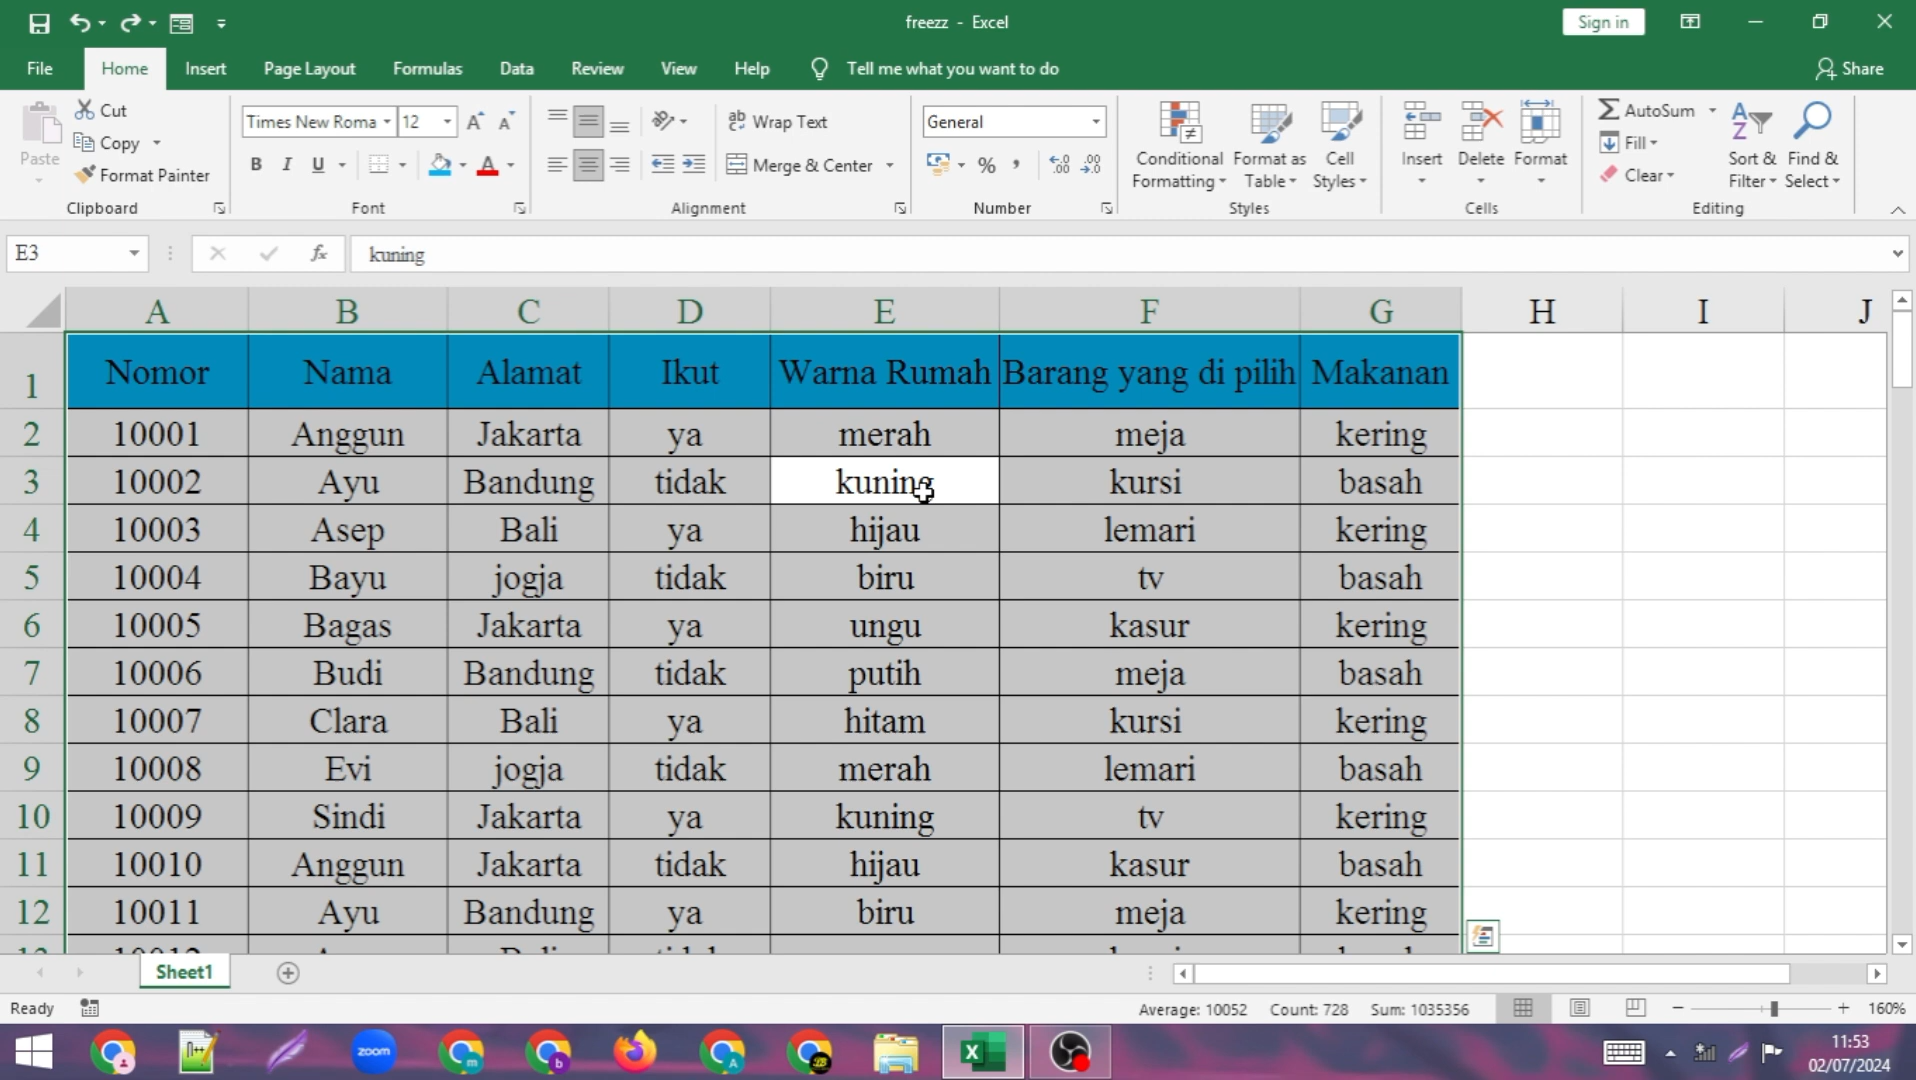 freezz - Excel
Sign in
File Home Insert Page Layout Formulas Data Review View Help Tell me what you want to do Share
Paste
Cut
Copy
Format Painter
Clipboard
Times New Roma 12
B I U A
Font
ab Wrap Text
Merge & Center
Alignment
General
% , .00
Number
Conditional Formatting
Format as Table
Cell Styles
Styles
Insert Delete Format
Cells
AutoSum
Fill
Clear
Sort & Filter
Find & Select
Editing
E3 fx kuning
A B C D E F G H I J
1 Nomor Nama Alamat Ikut Warna Rumah Barang yang di pilih Makanan
2 10001 Anggun Jakarta ya merah meja kering
3 10002 Ayu Bandung tidak kuning kursi basah
4 10003 Asep Bali ya hijau lemari kering
5 10004 Bayu jogja tidak biru tv basah
6 10005 Bagas Jakarta ya ungu kasur kering
7 10006 Budi Bandung tidak putih meja basah
8 10007 Clara Bali ya hitam kursi kering
9 10008 Evi jogja tidak merah lemari basah
10 10009 Sindi Jakarta ya kuning tv kering
11 10010 Anggun Jakarta tidak hijau kasur basah
12 10011 Ayu Bandung ya biru meja kering
Sheet1
Ready Average: 10052 Count: 728 Sum: 1035356 160%
zoom
11:53
02/07/2024